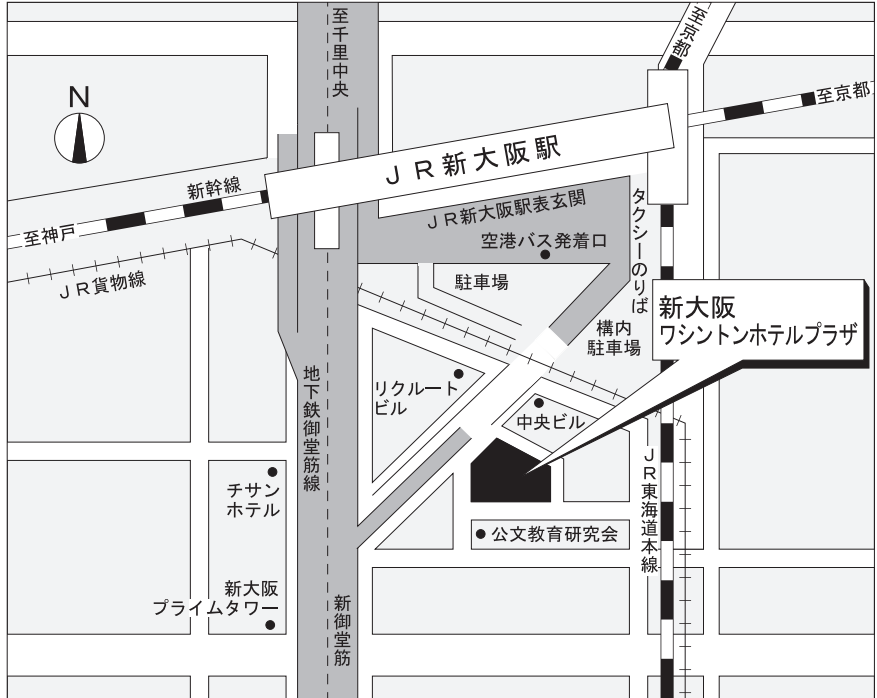 至千里中央
至京都
至京都
N
JR新大阪駅
新幹線
至神戸
JR貨物線
JR新大阪駅表玄関
空港バス発着口
タクシーのりば
駐車場
構内
駐車場
新大阪
ワシントンホテルプラザ
リクルート
ビル
中央ビル
地下鉄御堂筋線
JR東海道本線
チサン
ホテル
公文教育研究会
新大阪
プライムタワー
新御堂筋